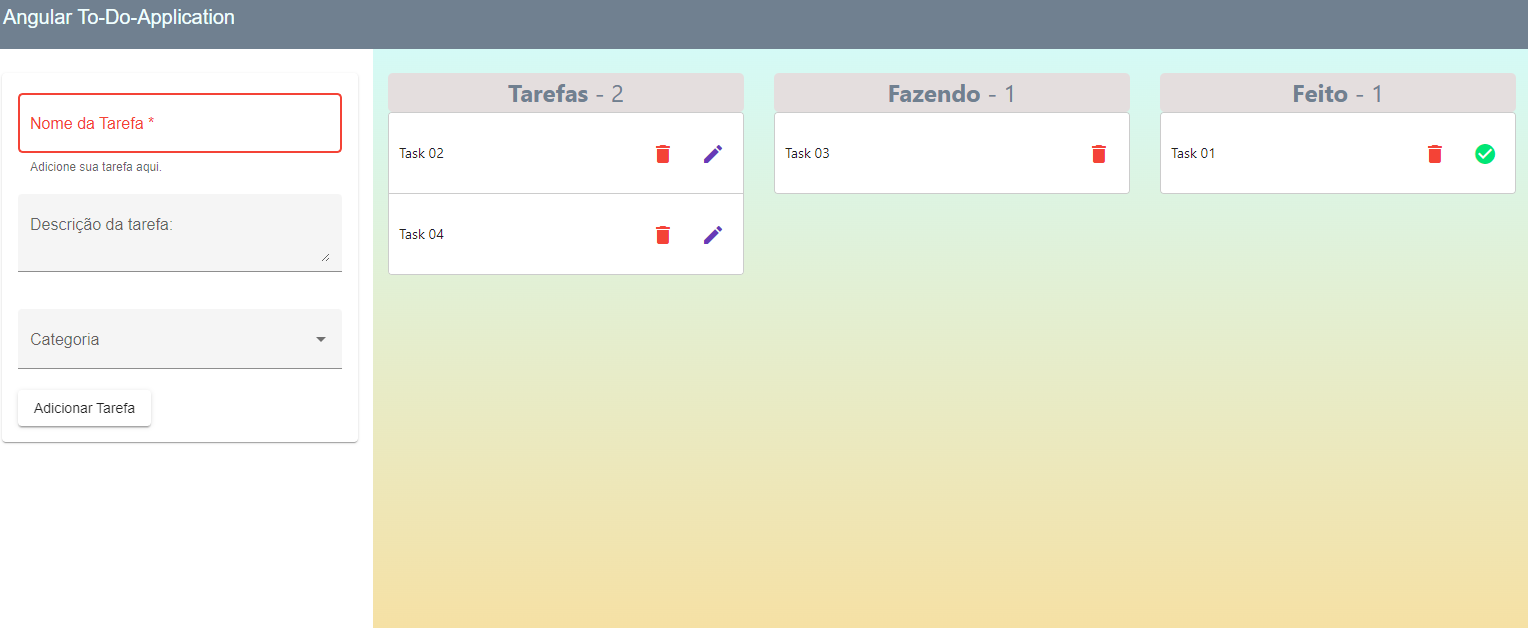 Angular To-Do-Application
Nome da Tarefa *
Adicione sua tarefa aqui.
Descrição da tarefa:
Categoria
Adicionar Tarefa
Tarefas - 2
Task 02
Task 04
Fazendo - 1
Task 03
Feito - 1
Task 01